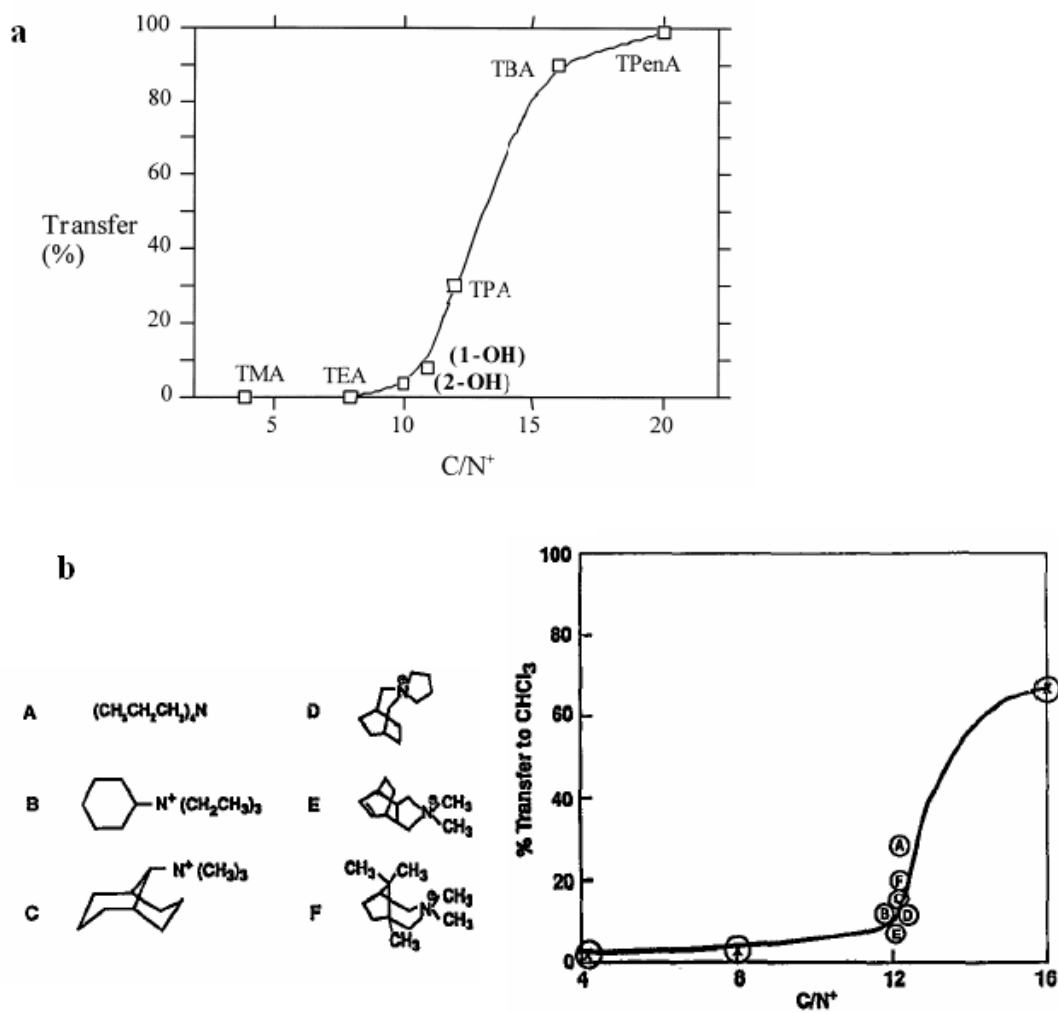 a
100
80
60
40
20
0
Transfer
(%)
TMA
TEA
(1-OH)
(2-OH)
TPA
TBA
TPenA
5
10
15
20
C/N⁺
b
A
(CH₃CH₂CH₂)₄N
B
N⁺(CH₂CH₃)₃
C
N⁺(CH₃)₃
D
N
E
N
CH₃
CH₃
F
CH₃
CH₃
N
CH₃
CH₃
CH₃
% Transfer to CHCl₃
100
80
60
40
20
0
A
F
C
B
D
E
4
8
12
16
C/N⁺